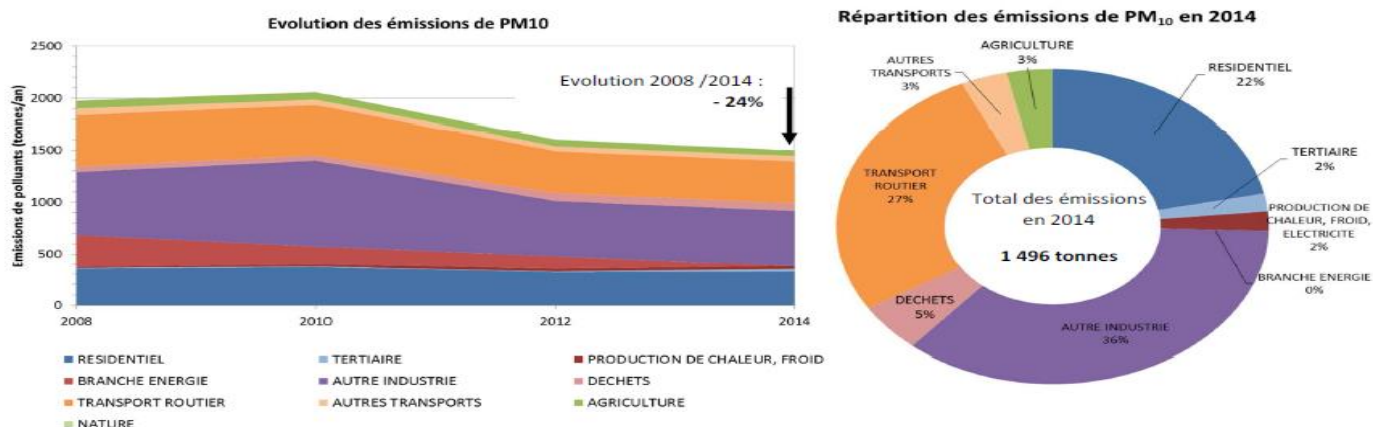 Evolution des émissions de PM10
Emissions de polluants (tonnes/an)
2500
2000
1500
1000
500
0
2008
2010
2012
2014
Evolution 2008 /2014 :
- 24%
RESIDENTIEL
TERTIAIRE
PRODUCTION DE CHALEUR, FROID
BRANCHE ENERGIE
AUTRE INDUSTRIE
DECHETS
TRANSPORT ROUTIER
AUTRES TRANSPORTS
AGRICULTURE
NATURE
Répartition des émissions de PM₁₀ en 2014
AGRICULTURE
3%
AUTRES
TRANSPORTS
3%
RESIDENTIEL
22%
TERTIAIRE
2%
PRODUCTION DE
CHALEUR, FROID,
ELECTRICITE
2%
BRANCHE ENERGIE
0%
AUTRE INDUSTRIE
36%
DECHETS
5%
TRANSPORT
ROUTIER
27%
Total des émissions
en 2014
1 496 tonnes